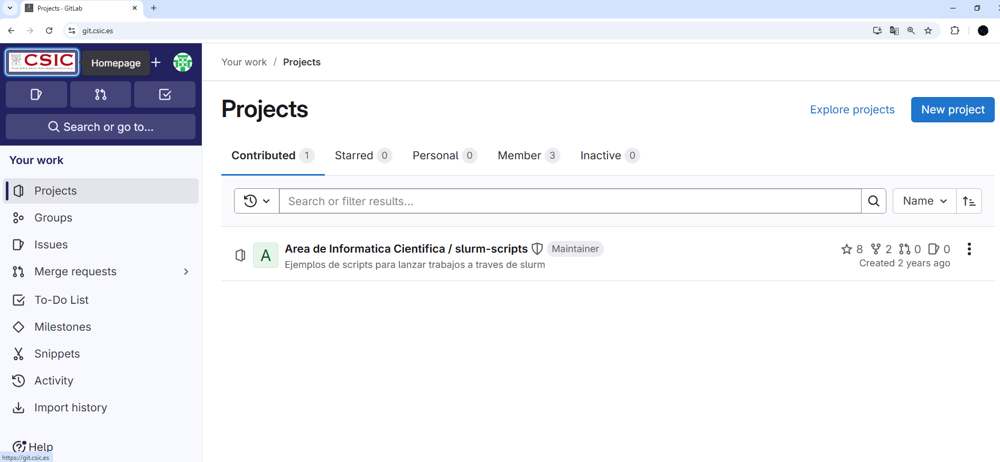 Projects · GitLab
git.csic.es
CSIC
Homepage
Search or go to...
Your work
Projects
Groups
Issues
Merge requests
To-Do List
Milestones
Snippets
Activity
Import history
Help
https://git.csic.es
Your work / Projects
Projects
Explore projects
New project
Contributed 1
Starred 0
Personal 0
Member 3
Inactive 0
Search or filter results...
Name
A
Area de Informatica Cientifica / slurm-scripts
Maintainer
8 2 0 0
Ejemplos de scripts para lanzar trabajos a traves de slurm
Created 2 years ago